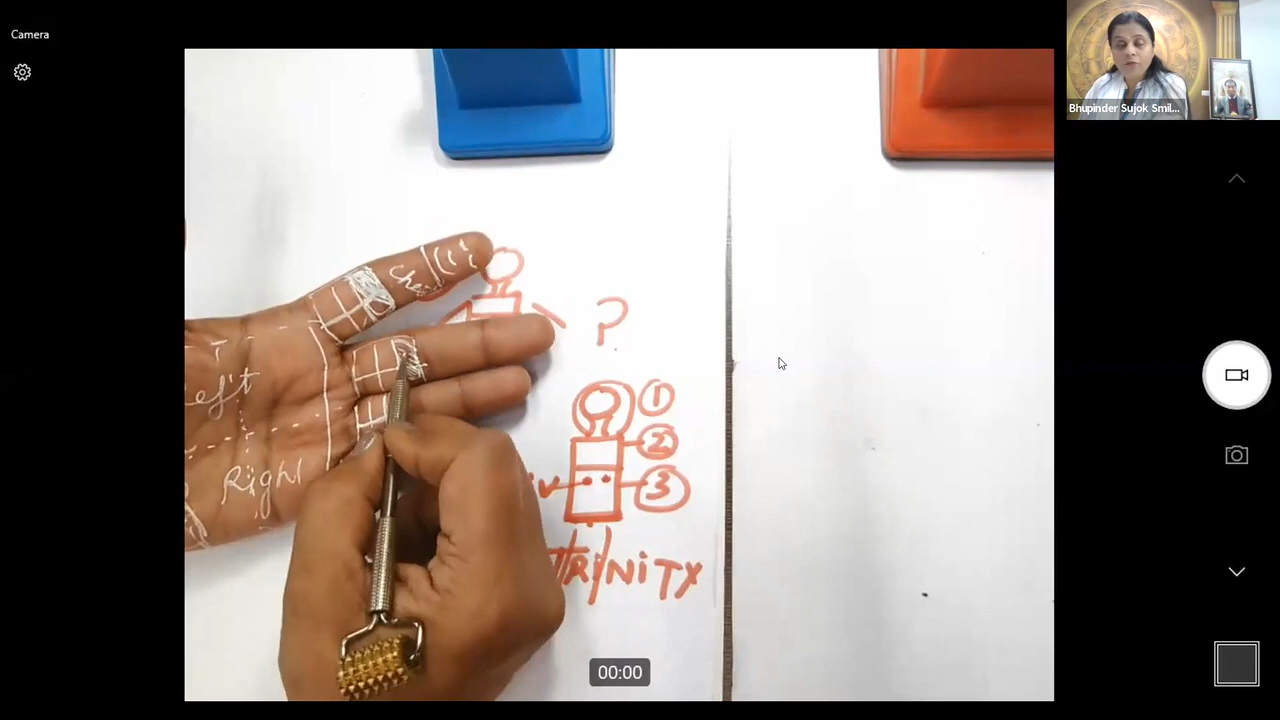 Camera
Bhupinder Sujok Smil...
?
1
2
3
TRINITY
Left
Right
00:00